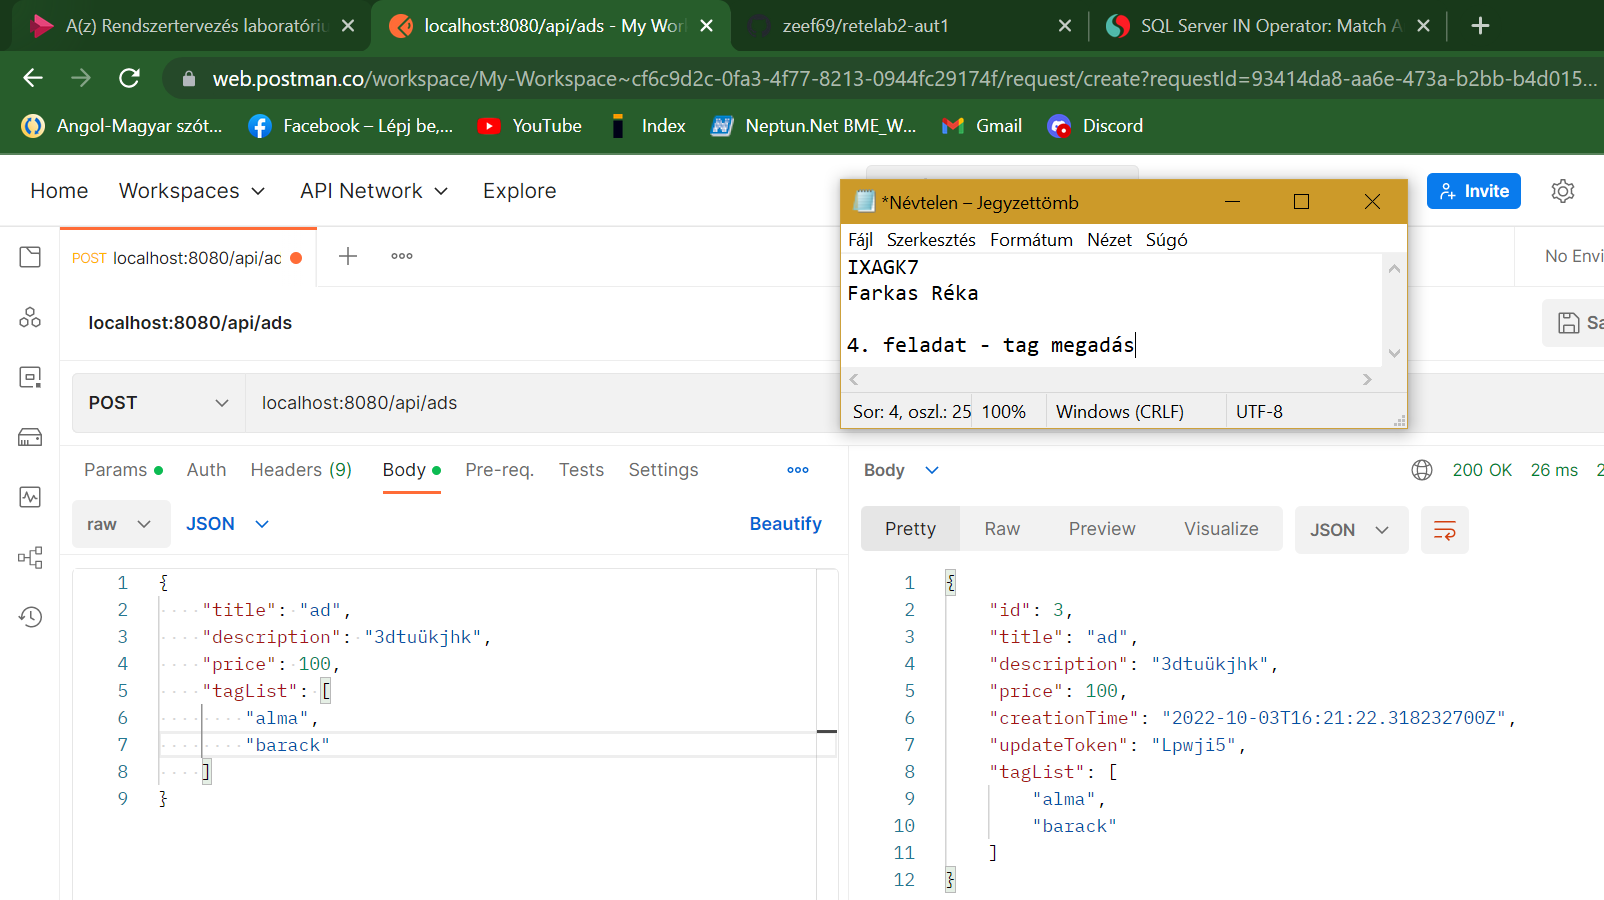 A(z) Rendszertervezés laboratóriu
localhost:8080/api/ads - My Work
zeef69/retelab2-aut1
SQL Server IN Operator: Match A
web.postman.co/workspace/My-Workspace~cf6c9d2c-0fa3-4f77-8213-0944fc29174f/request/create?requestId=93414da8-aa6e-473a-b2bb-b4d015...
Angol-Magyar szót...
Facebook – Lépj be,...
YouTube
Index
Neptun.Net BME_W...
Gmail
Discord
Home
Workspaces
API Network
Explore
Invite
POST localhost:8080/api/ad
No Envi
localhost:8080/api/ads
Sa
POST
localhost:8080/api/ads
*Névtelen – Jegyzettömb
Fájl Szerkesztés Formátum Nézet Súgó
IXAGK7
Farkas Réka
4. feladat - tag megadás
Sor: 4, oszl.: 25
100%
Windows (CRLF)
UTF-8
Params
Auth
Headers (9)
Body
Pre-req.
Tests
Settings
raw
JSON
Beautify
1 {
2 "title": "ad",
3 "description": "3dtuükjhk",
4 "price": 100,
5 "tagList": [
6 "alma",
7 "barack"
8 ]
9 }
Body
200 OK 26 ms 2
Pretty
Raw
Preview
Visualize
JSON
1 {
2 "id": 3,
3 "title": "ad",
4 "description": "3dtuükjhk",
5 "price": 100,
6 "creationTime": "2022-10-03T16:21:22.318232700Z",
7 "updateToken": "Lpwji5",
8 "tagList": [
9 "alma",
10 "barack"
11 ]
12 }